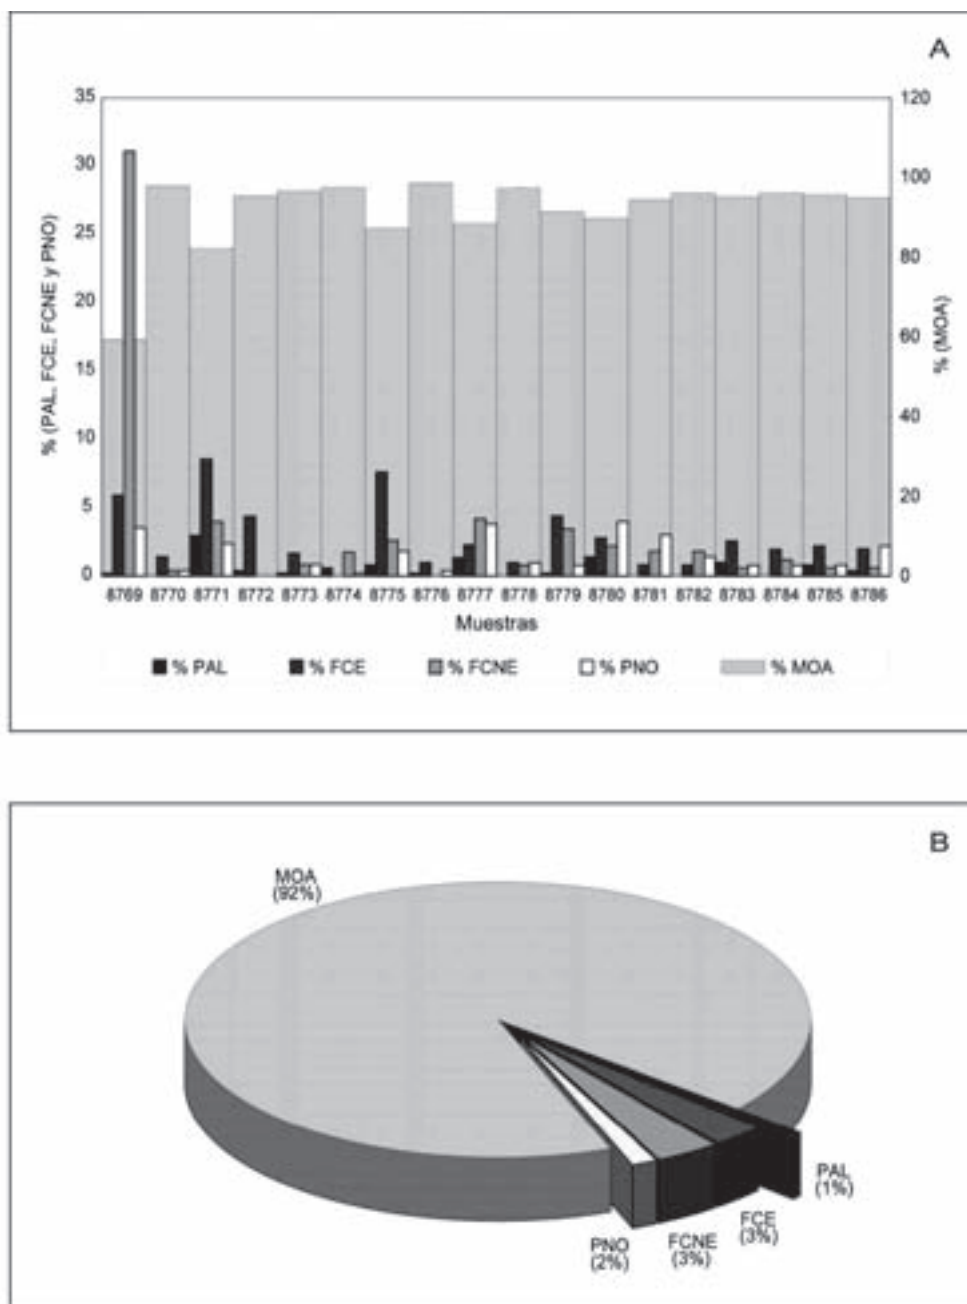 A
% (PAL, FCE, FCNE y PNO)
35
30
25
20
15
10
5
0
120
100
80
60
40
20
0
% (MOA)
8769 8770 8771 8772 8773 8774 8775 8776 8777 8778 8779 8780 8781 8782 8783 8784 8785 8786
Muestras
% PAL % FCE % FCNE % PNO % MOA
B
MOA
(92%)
PAL
(1%)
FCE
(3%)
FCNE
(3%)
PNO
(2%)